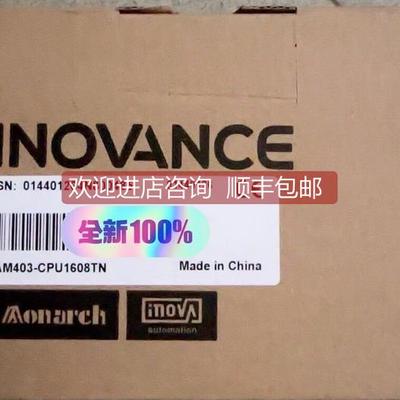 INOVANCE
SN: 0144012
欢迎进店咨询 顺丰包邮
全新100%
AM403-CPU1608TN
Made in China
Monarch
inova
automation